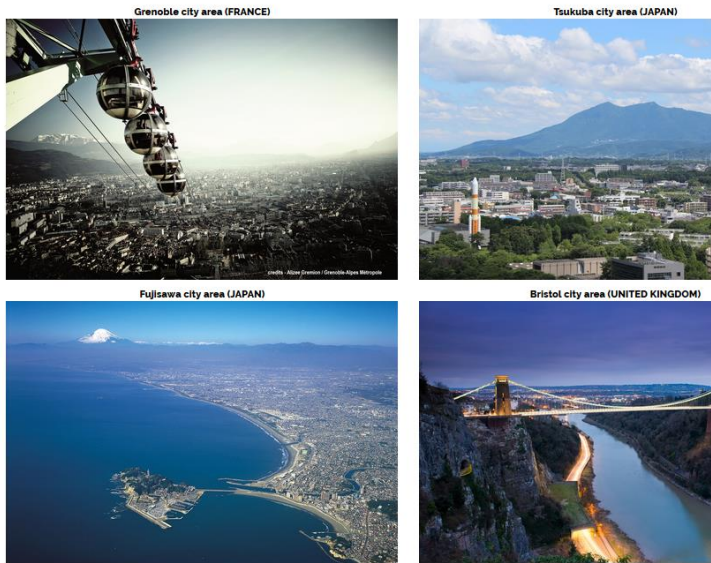 Grenoble city area (FRANCE)
Tsukuba city area (JAPAN)
credits - Alizee Gremion / Grenoble-Alpes Métropole
Fujisawa city area (JAPAN)
Bristol city area (UNITED KINGDOM)